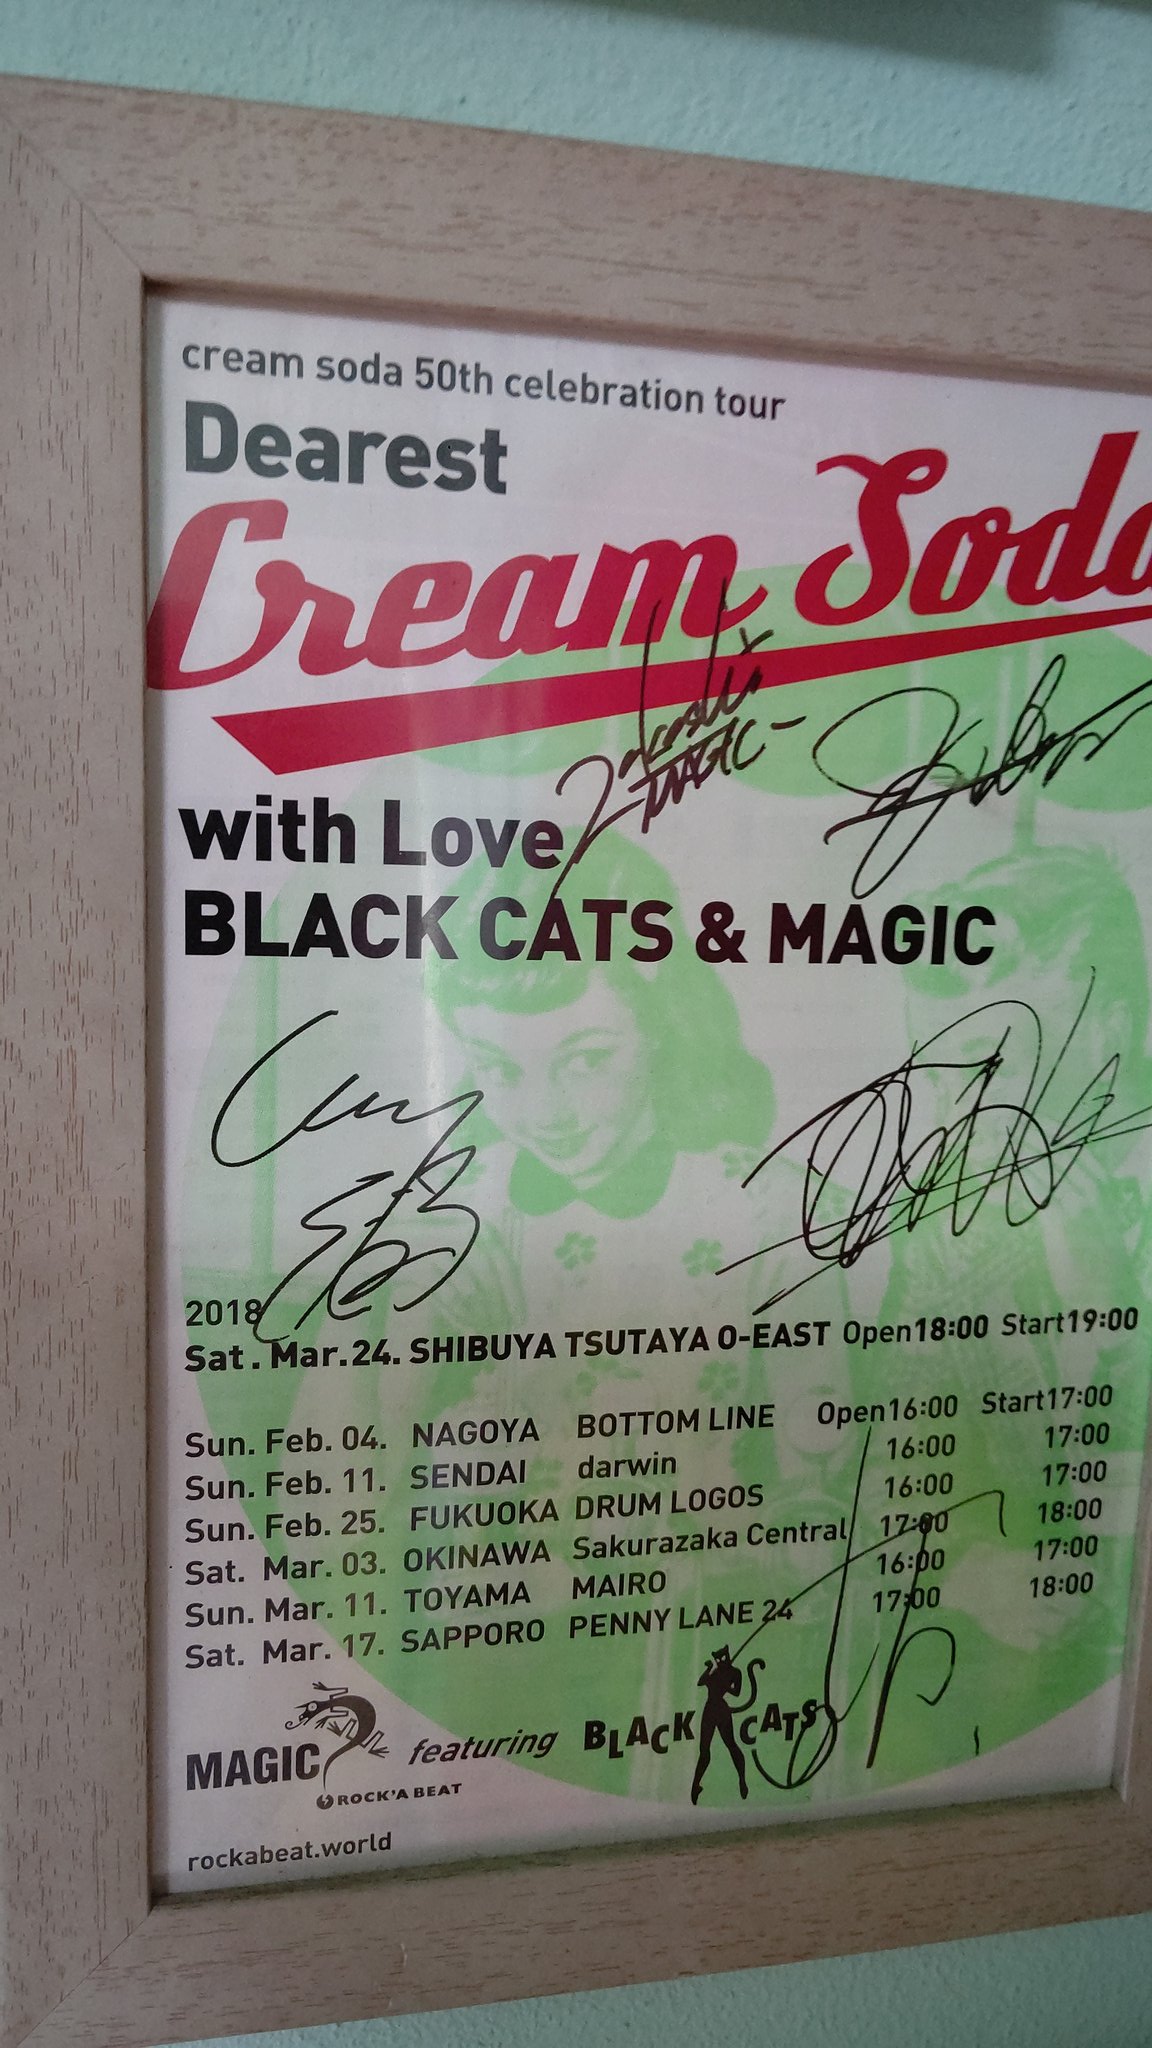 cream soda 50th celebration tour
Dearest
Cream Soda
with Love
BLACK CATS & MAGIC
2018
Sat. Mar.24. SHIBUYA TSUTAYA O-EAST Open18:00 Start19:00
Sun. Feb. 04. NAGOYA BOTTOM LINE Open16:00 Start17:00
Sun. Feb. 11. SENDAI darwin 16:00 17:00
Sun. Feb. 25. FUKUOKA DRUM LOGOS 16:00 17:00
Sat. Mar. 03. OKINAWA Sakurazaka Central 17:00 18:00
Sun. Mar. 11. TOYAMA MAIRO 16:00 17:00
Sat. Mar. 17. SAPPORO PENNY LANE 24 17:00 18:00
MAGIC featuring BLACK CATS
ROCK'A BEAT
rockabeat.world